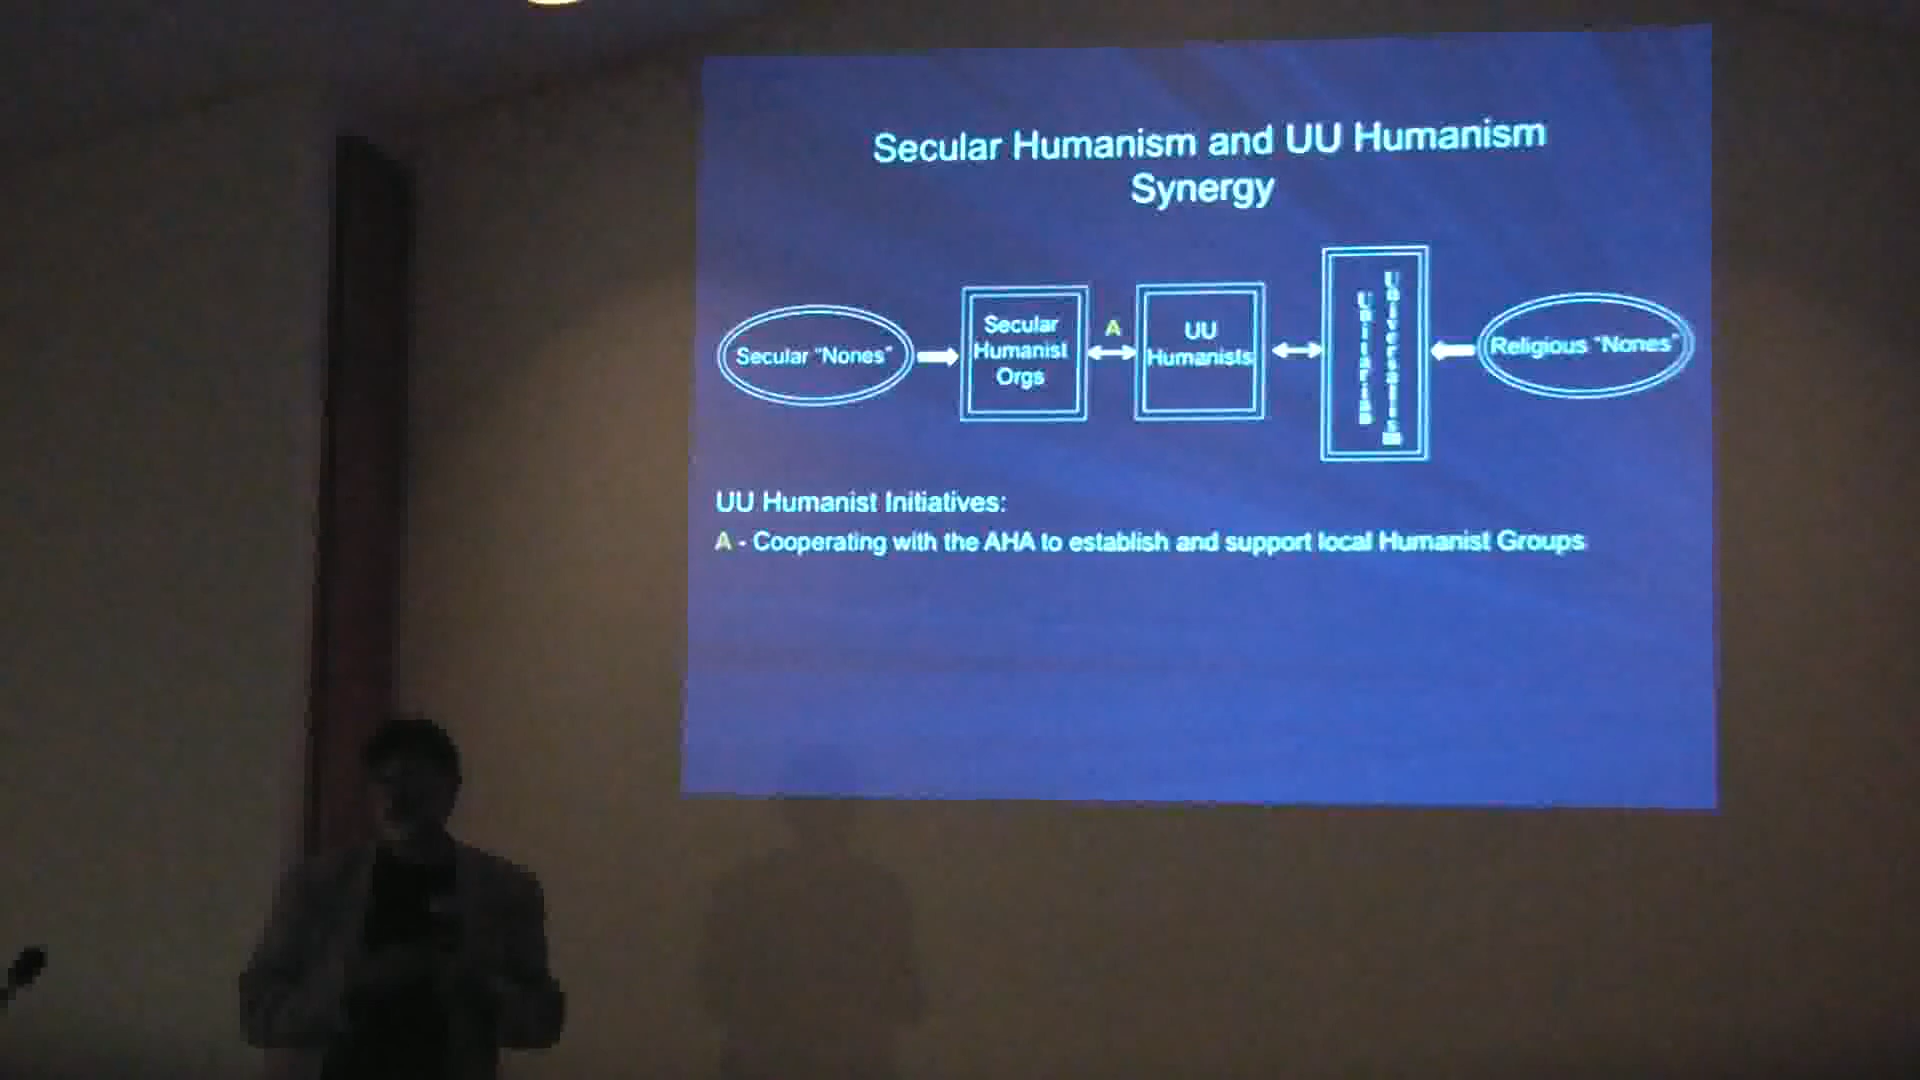 Secular Humanism and UU Humanism
Synergy
Secular "Nones"
Secular
Humanist
Orgs
A
UU
Humanists
Unitarian
Universalism
Religious "Nones"
UU Humanist Initiatives:
A - Cooperating with the AHA to establish and support local Humanist Groups